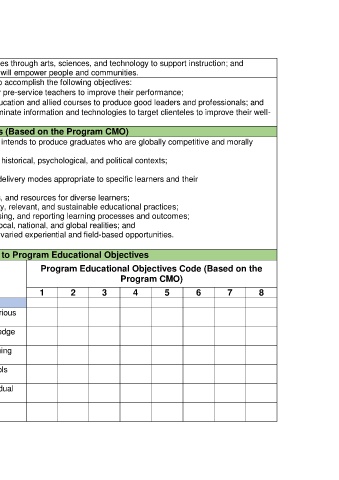 es through arts, sciences, and technology to support instruction; and
will empower people and communities.
to accomplish the following objectives:
pre-service teachers to improve their performance;
ucation and allied courses to produce good leaders and professionals; and
minate information and technologies to target clienteles to improve their well-
s (Based on the Program CMO)
intends to produce graduates who are globally competitive and morally
historical, psychological, and political contexts;
delivery modes appropriate to specific learners and their
s, and resources for diverse learners;
y, relevant, and sustainable educational practices;
sing, and reporting learning processes and outcomes;
ocal, national, and global realities; and
varied experiential and field-based opportunities.
to Program Educational Objectives
Program Educational Objectives Code (Based on the
Program CMO)
1 2 3 4 5 6 7 8
rious
edge
ning
ols
dual